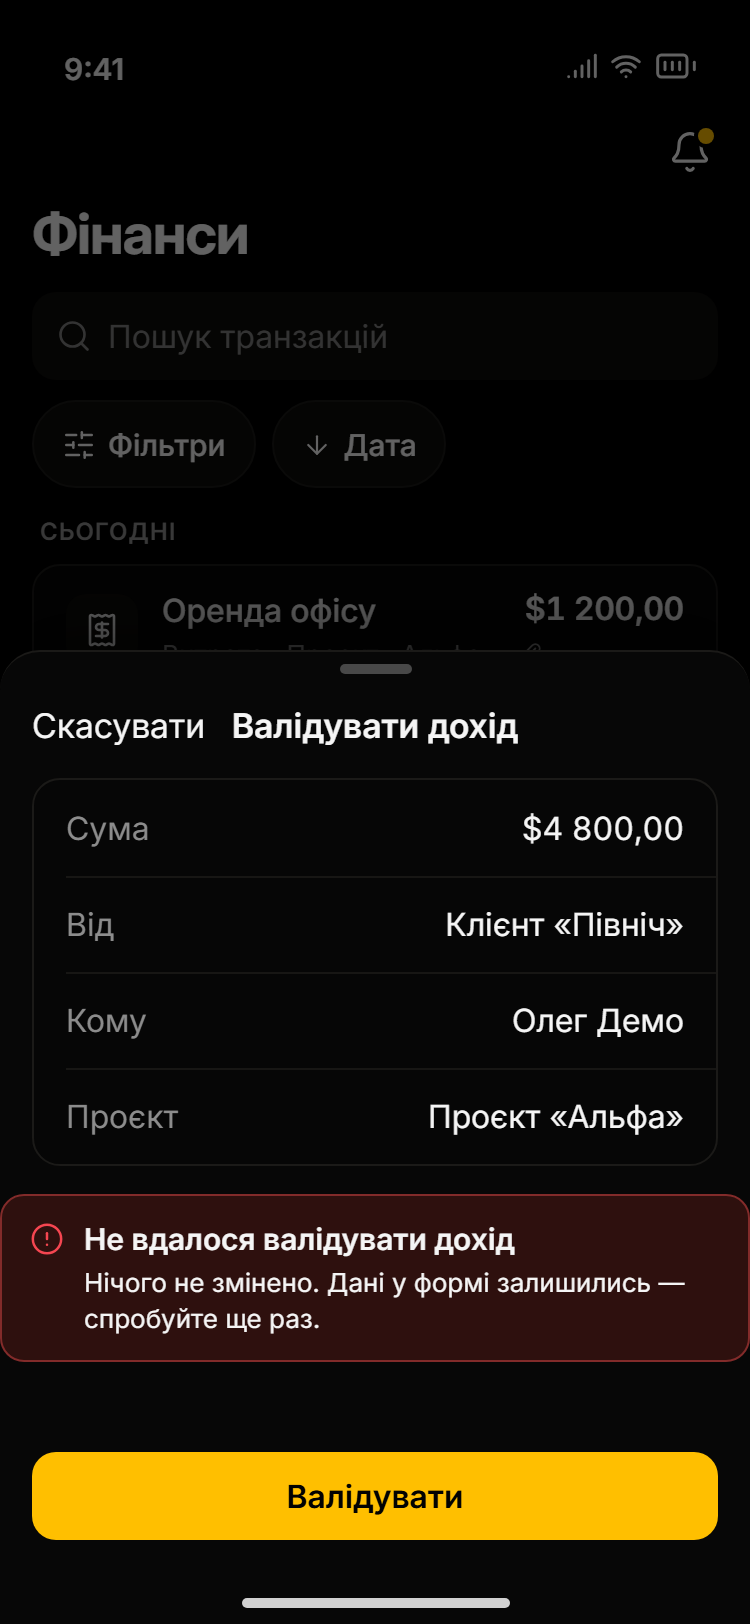 9:41
Фінанси
Пошук транзакцій
Фільтри
Дата
СЬОГОДНІ
Оренда офісу
$1 200,00
Скасувати
Валідувати дохід
Сума
$4 800,00
Від
Клієнт «Північ»
Кому
Олег Демо
Проєкт
Проєкт «Альфа»
Не вдалося валідувати дохід
Нічого не змінено. Дані у формі залишились —
спробуйте ще раз.
Валідувати